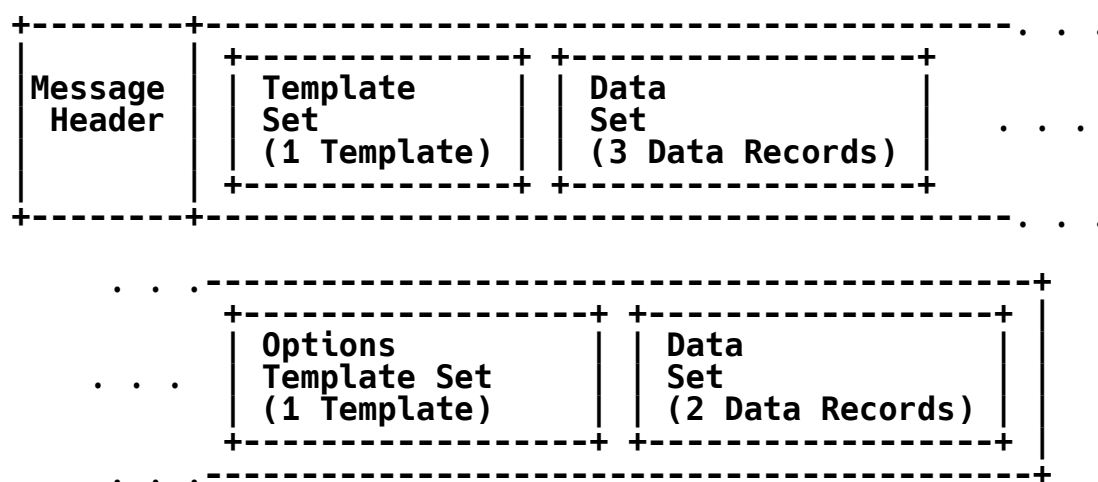 +--------+------------------------------------------. . .
|        | +--------------+ +------------------+
|Message | | Template     | | Data             |
| Header | | Set          | | Set              |   . . .
|        | | (1 Template) | | (3 Data Records) |
|        | +--------------+ +------------------+
+--------+------------------------------------------. . .
     . . .-------------------------------------------+
           +------------------+ +------------------+ |
           | Options          | | Data             | |
    . . .  | Template Set     | | Set              | |
           | (1 Template)     | | (2 Data Records) | |
           +------------------+ +------------------+ |
     . . .-------------------------------------------+